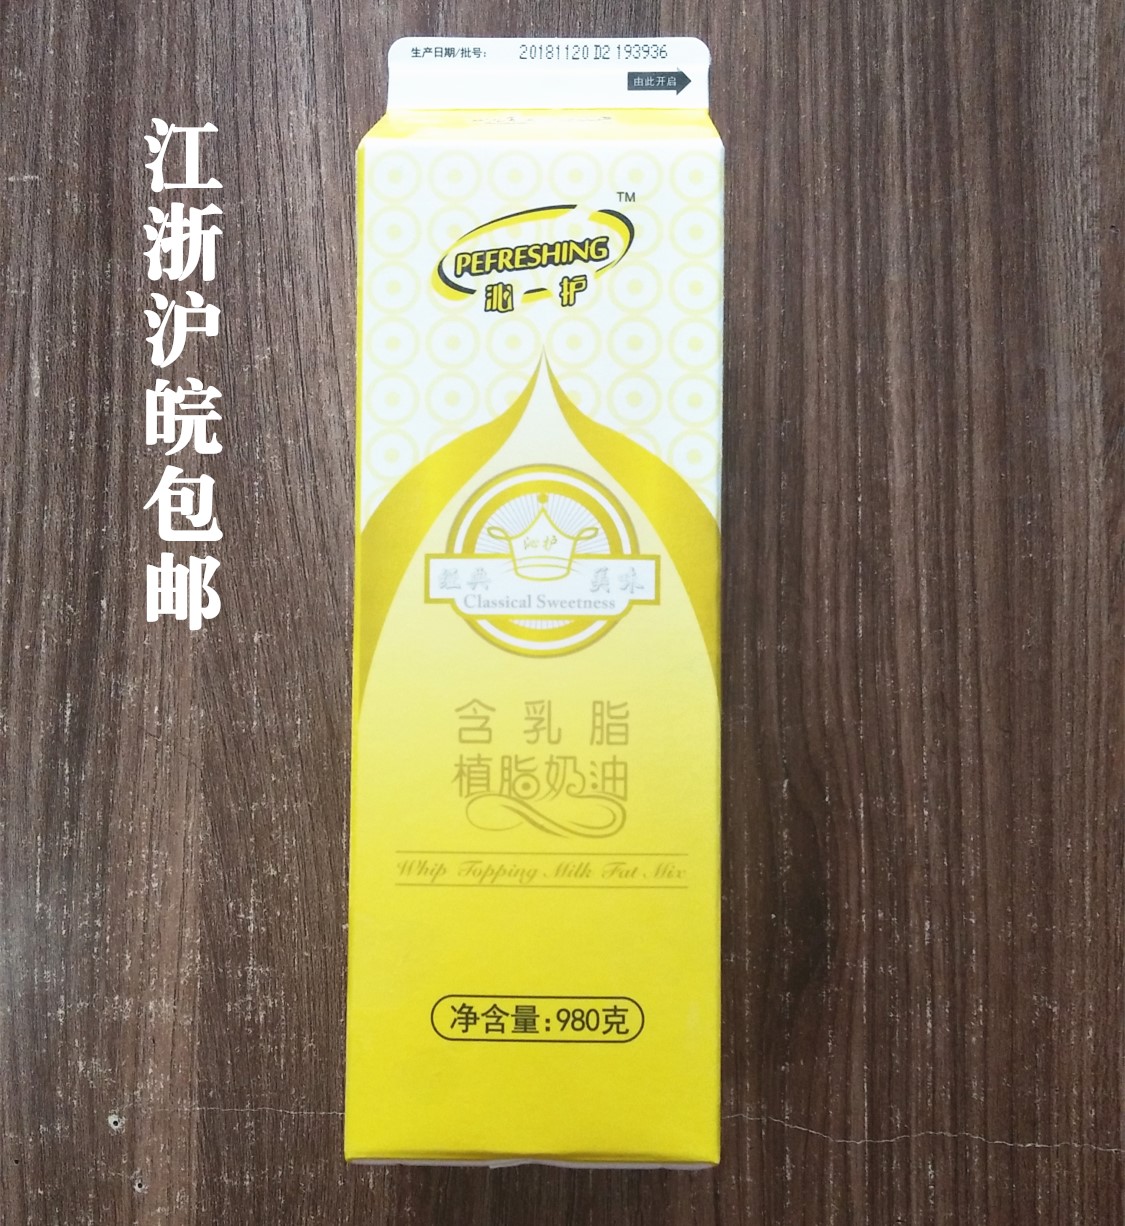 生产日期/批号: 20181120 D2 193936
由此开启
江浙沪皖包邮
TM
PEFRESHING
沁一护
沁护
经典 美味
Classical Sweetness
含乳脂
植脂奶油
Whip Topping Milk Fat Mix
净含量:980克